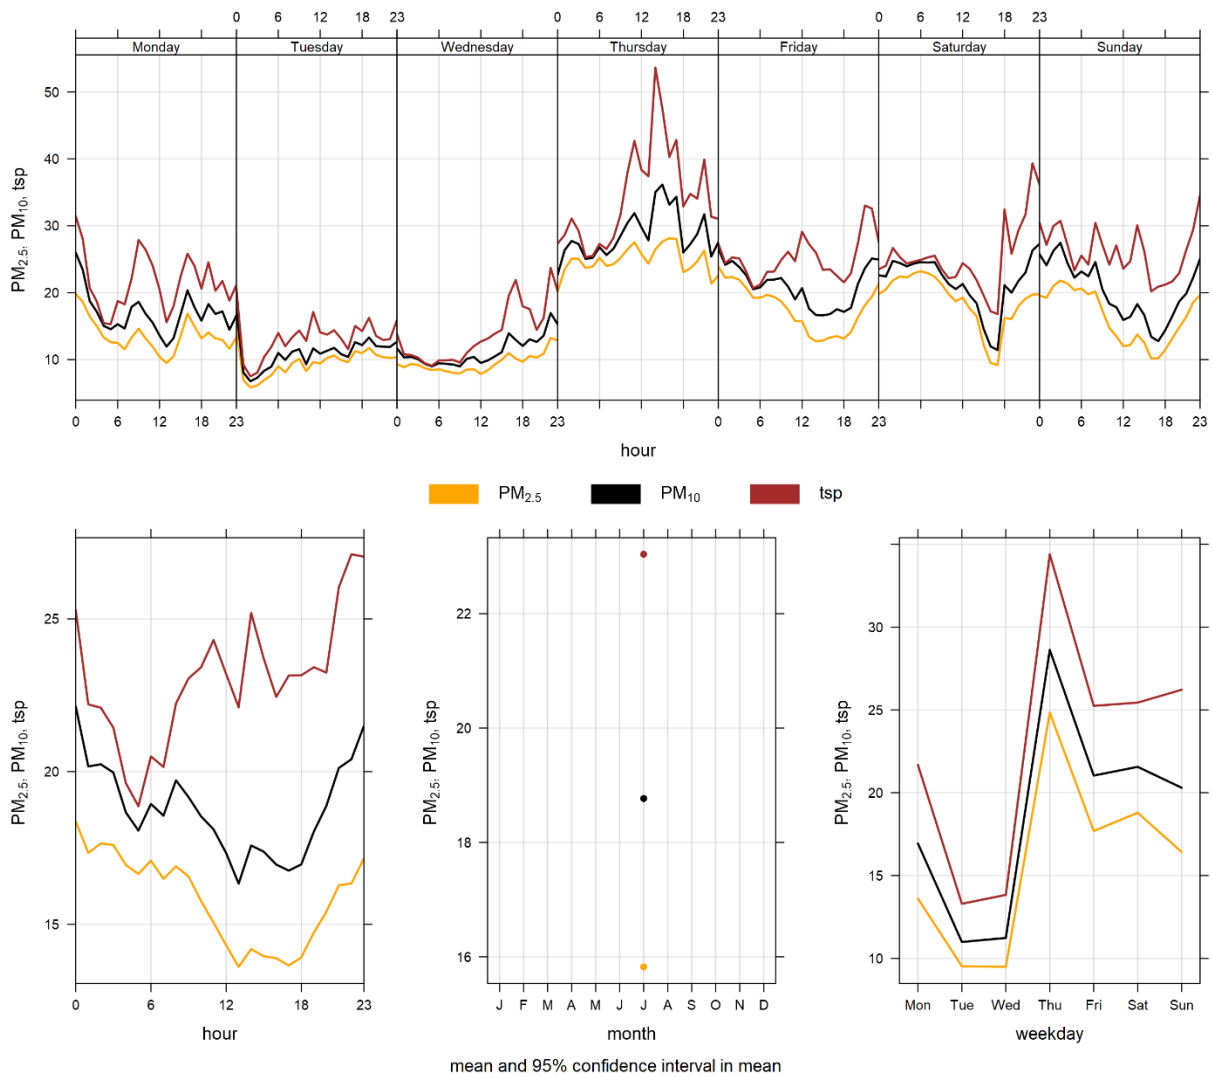 0 6 12 18 23 0 6 12 18 23 0 6 12 18 23
Monday Tuesday Wednesday Thursday Friday Saturday Sunday
50
40
30
20
10
PM2.5, PM10, tsp
0 6 12 18 23 0 6 12 18 23 0 6 12 18 23 0 6 12 18 23
hour
PM2.5 PM10 tsp
25
20
15
PM2.5, PM10, tsp
0 6 12 18 23
hour
22
20
18
16
PM2.5, PM10, tsp
J F M A M J J A S O N D
month
30
25
20
15
10
PM2.5, PM10, tsp
Mon Tue Wed Thu Fri Sat Sun
weekday
mean and 95% confidence interval in mean